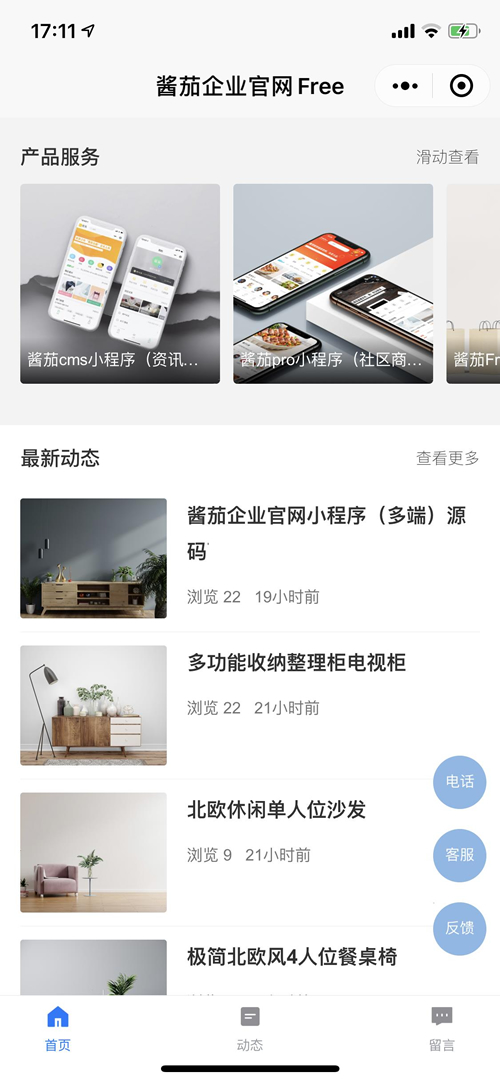 17:11
酱茄企业官网Free
产品服务
滑动查看
酱茄cms小程序（资讯...
酱茄pro小程序（社区商...
酱茄Fr
最新动态
查看更多
酱茄企业官网小程序（多端）源
码
浏览 22 19小时前
多功能收纳整理柜电视柜
浏览 22 21小时前
北欧休闲单人位沙发
浏览 9 21小时前
极简北欧风4人位餐桌椅
电话
客服
反馈
首页
动态
留言